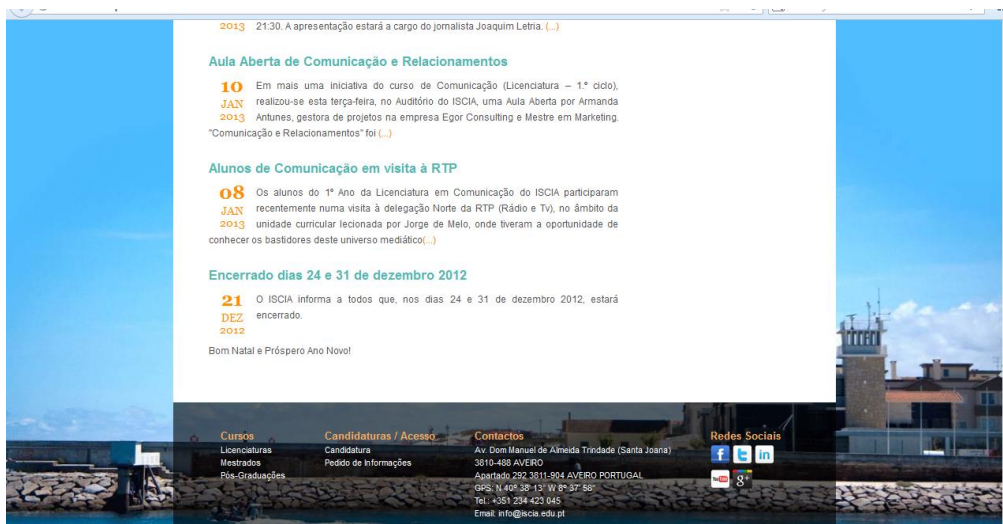 2013 21:30. A apresentação estará a cargo do jornalista Joaquim Letria. (...)
Aula Aberta de Comunicação e Relacionamentos
10 Em mais uma iniciativa do curso de Comunicação (Licenciatura – 1.º ciclo),
JAN realizou-se esta terça-feira, no Auditório do ISCIA, uma Aula Aberta por Armanda
2013 Antunes, gestora de projetos na empresa Egor Consulting e Mestre em Marketing.
"Comunicação e Relacionamentos" foi (...)
Alunos de Comunicação em visita à RTP
08 Os alunos do 1º Ano da Licenciatura em Comunicação do ISCIA participaram
JAN recentemente numa visita à delegação Norte da RTP (Rádio e Tv), no âmbito da
2013 unidade curricular lecionada por Jorge de Melo, onde tiveram a oportunidade de
conhecer os bastidores deste universo mediático(...)
Encerrado dias 24 e 31 de dezembro 2012
21 O ISCIA informa a todos que, nos dias 24 e 31 de dezembro 2012, estará
DEZ encerrado.
2012
Bom Natal e Próspero Ano Novo!
Cursos
Licenciaturas
Mestrados
Pós-Graduações
Candidaturas / Acesso
Candidatura
Pedido de Informações
Contactos
Av. Dom Manuel de Almeida Trindade (Santa Joana)
3810-488 AVEIRO
Apartado 292 3811-904 AVEIRO PORTUGAL
GPS: N 40º 38' 13'' W 8º 37' 58''
Tel.: +351 234 423 045
Email: info@iscia.edu.pt
Redes Sociais
f t in
You Tube g+